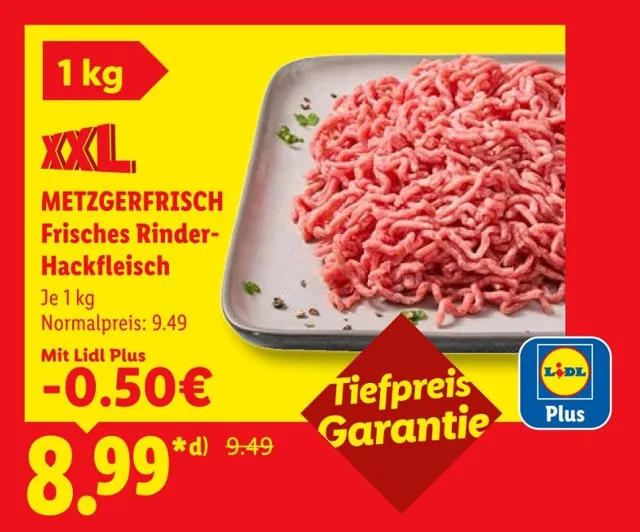 1 kg
XXL
METZGERFRISCH
Frisches Rinder-
Hackfleisch
Je 1 kg
Normalpreis: 9.49
Mit Lidl Plus
-0.50€
8.99*d) 9.49
Tiefpreis
Garantie
LIDL
Plus